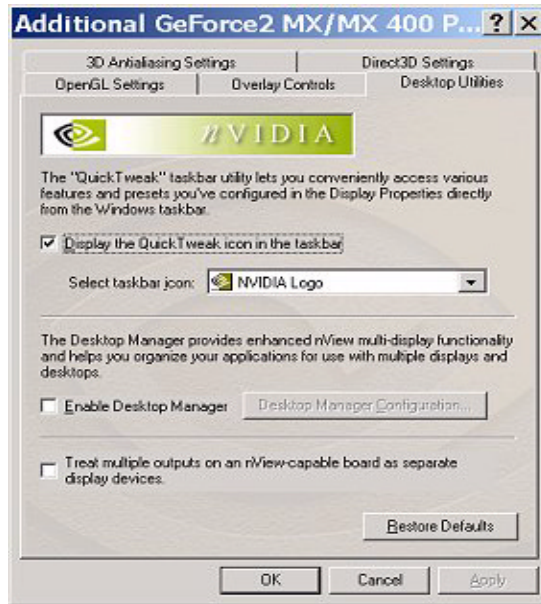 Additional GeForce2 MX/MX 400 P...
3D Antialiasing Settings
Direct3D Settings
OpenGL Settings
Overlay Controls
Desktop Utilities
nVIDIA
The "QuickTweak" taskbar utility lets you conveniently access various
features and presets you've configured in the Display Properties directly
from the Windows taskbar.
Display the QuickTweak icon in the taskbar
Select taskbar icon:
NVIDIA Logo
The Desktop Manager provides enhanced nView multi-display functionality
and helps you organize your applications for use with multiple displays and
desktops.
Enable Desktop Manager
Desktop Manager Configuration...
Treat multiple outputs on an nView-capable board as separate
display devices.
Restore Defaults
OK
Cancel
Apply